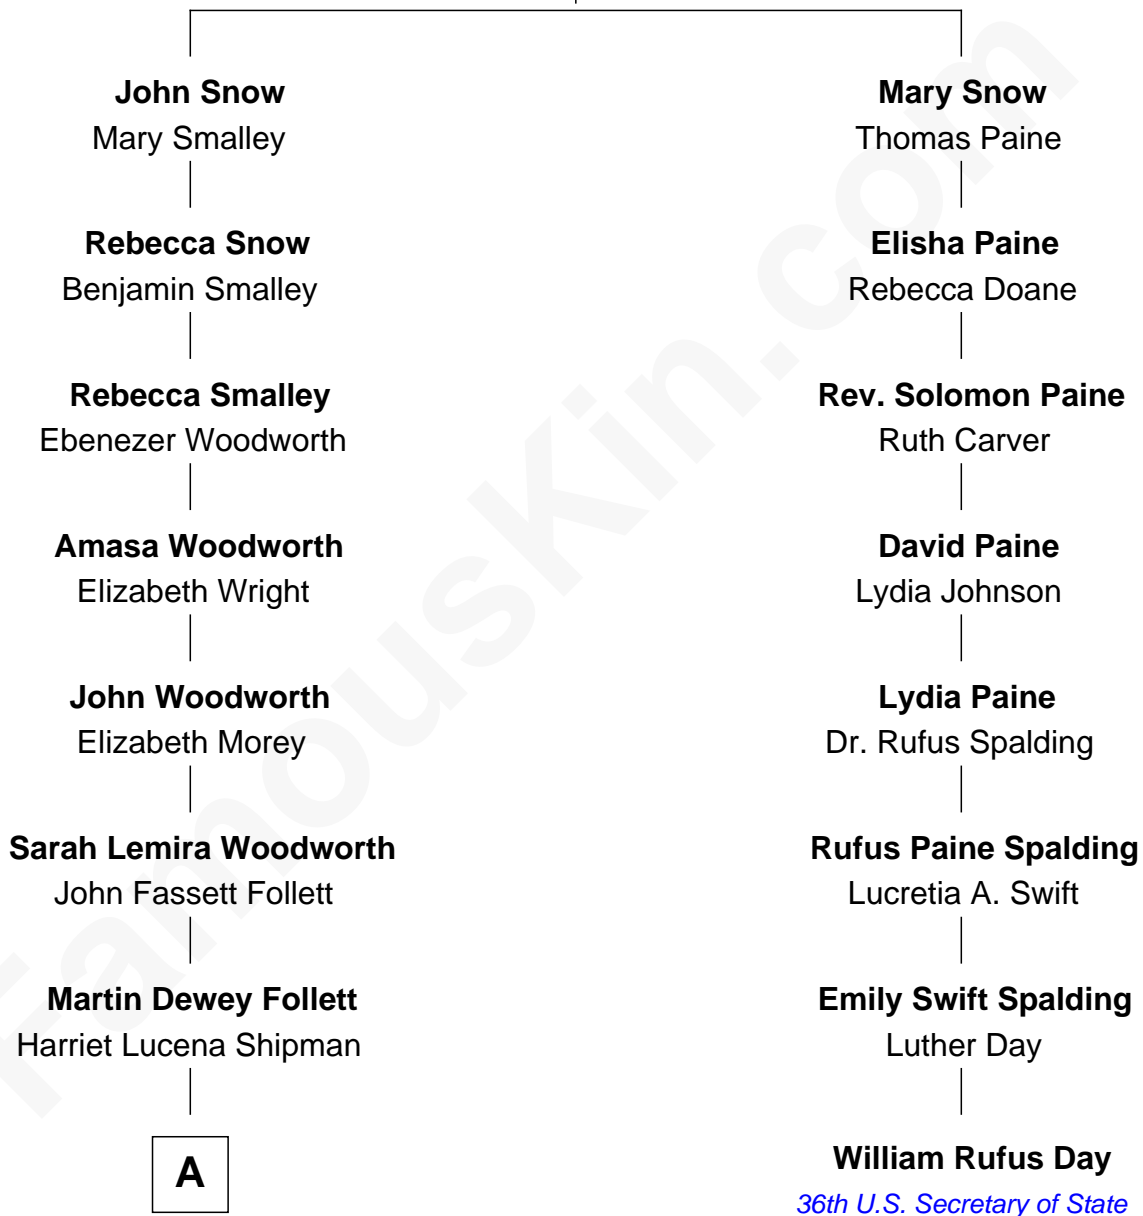 John Snow
Mary Smalley
Rebecca Snow
Benjamin Smalley
Rebecca Smalley
Ebenezer Woodworth
Amasa Woodworth
Elizabeth Wright
John Woodworth
Elizabeth Morey
Sarah Lemira Woodworth
John Fassett Follett
Martin Dewey Follett
Harriet Lucena Shipman
A
Mary Snow
Thomas Paine
Elisha Paine
Rebecca Doane
Rev. Solomon Paine
Ruth Carver
David Paine
Lydia Johnson
Lydia Paine
Dr. Rufus Spalding
Rufus Paine Spalding
Lucretia A. Swift
Emily Swift Spalding
Luther Day
William Rufus Day
36th U.S. Secretary of State
FamousKin.com